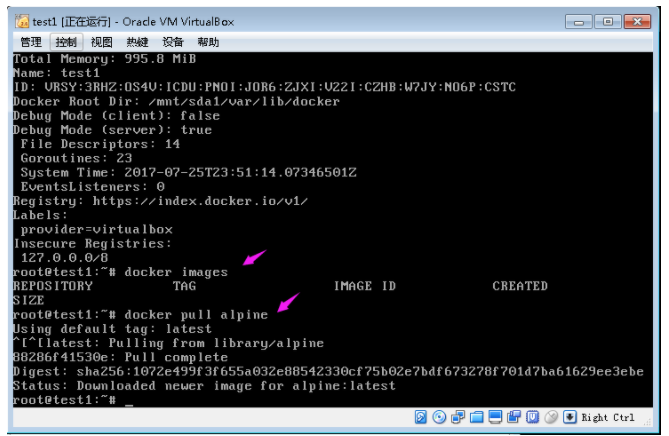 test1 [正在运行] - Oracle VM VirtualBox
管理 控制 视图 热键 设备 帮助
Total Memory: 995.8 MiB
Name: test1
ID: VRSY:3RHZ:OS4V:ICDU:PNOI:JOR6:ZJXI:V22I:CZHB:W7JY:NO6P:CSTC
Docker Root Dir: /mnt/sda1/var/lib/docker
Debug Mode (client): false
Debug Mode (server): true
File Descriptors: 14
Goroutines: 23
System Time: 2017-07-25T23:51:14.07346501Z
EventsListeners: 0
Registry: https://index.docker.io/v1/
Labels:
provider=virtualbox
Insecure Registries:
127.0.0.0/8
root@test1:~# docker images
REPOSITORY TAG IMAGE ID CREATED
SIZE
root@test1:~# docker pull alpine
Using default tag: latest
^[^[latest: Pulling from library/alpine
88286f41530e: Pull complete
Digest: sha256:1072e499f3f655a032e88542330cf75b02e7bdf673278f701d7ba61629ee3ebe
Status: Downloaded newer image for alpine:latest
root@test1:~# _
Right Ctrl